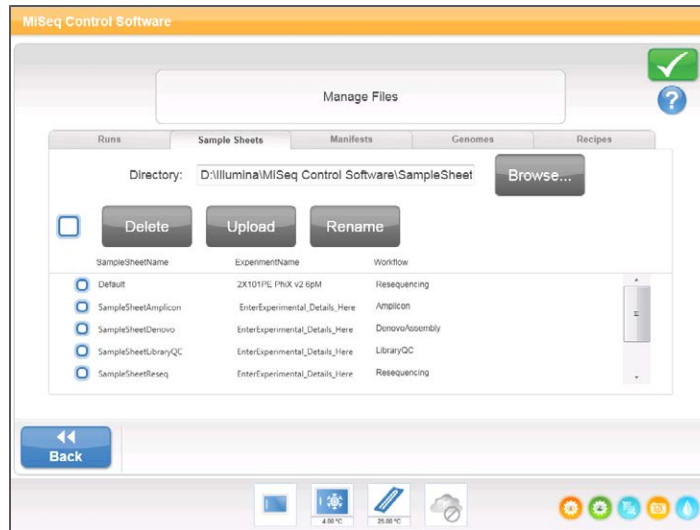 MiSeq Control Software
Manage Files
?
Runs Sample Sheets Manifests Genomes Recipes
Directory: D:\Illumina\MiSeq Control Software\SampleSheet Browse...
Delete Upload Rename
SampleSheetName ExperimentName Workflow
Default 2X101PE PhiX v2 6pM Resequencing
SampleSheetAmplicon EnterExperimental_Details_Here Amplicon
SampleSheetDenovo EnterExperimental_Details_Here DenovoAssembly
SampleSheetLibraryQC EnterExperimental_Details_Here LibraryQC
SampleSheetReseq EnterExperimental_Details_Here Resequencing
Back
4.00 °C 25.00 °C